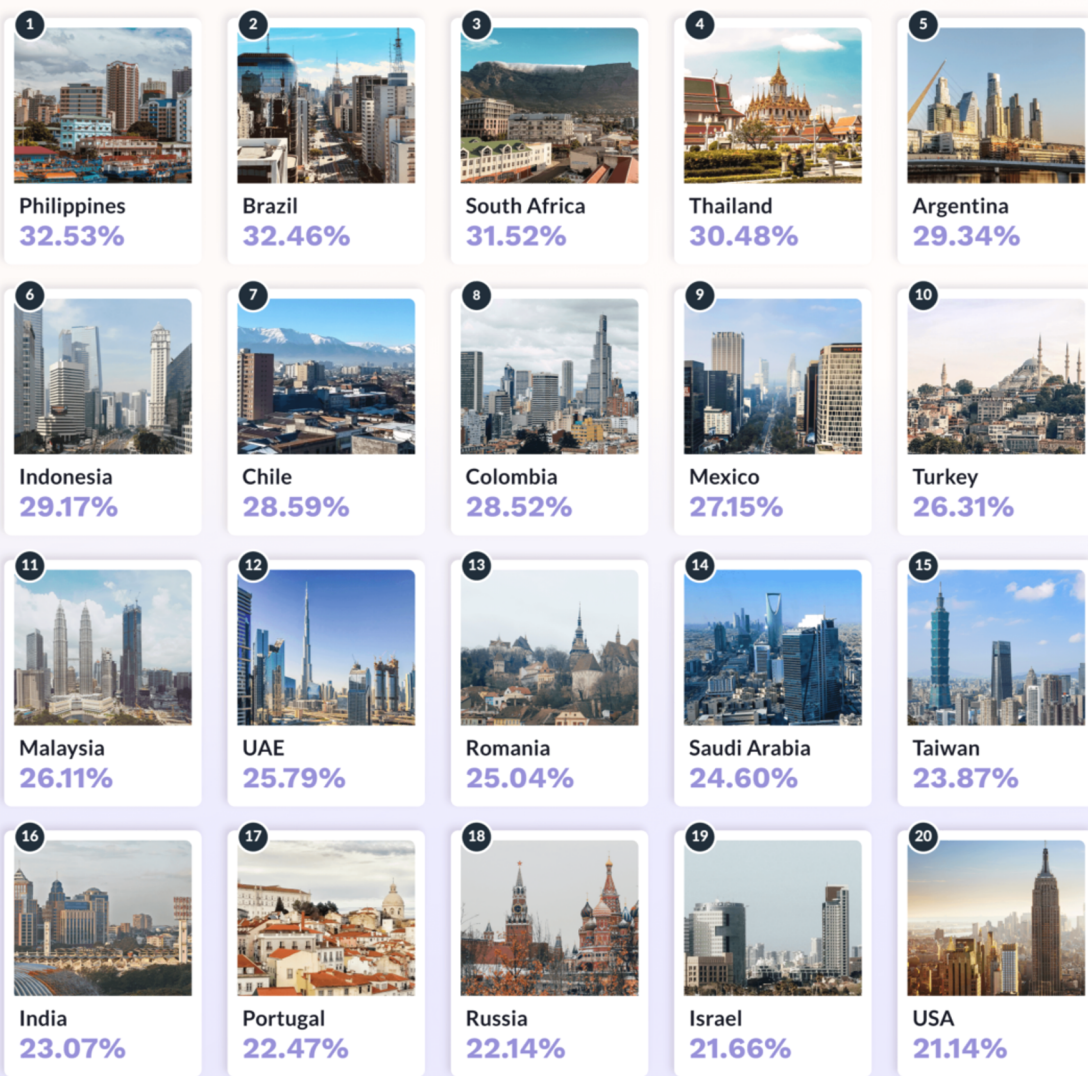 1
Philippines
32.53%
2
Brazil
32.46%
3
South Africa
31.52%
4
Thailand
30.48%
5
Argentina
29.34%
6
Indonesia
29.17%
7
Chile
28.59%
8
Colombia
28.52%
9
Mexico
27.15%
10
Turkey
26.31%
11
Malaysia
26.11%
12
UAE
25.79%
13
Romania
25.04%
14
Saudi Arabia
24.60%
15
Taiwan
23.87%
16
India
23.07%
17
Portugal
22.47%
18
Russia
22.14%
19
Israel
21.66%
20
USA
21.14%